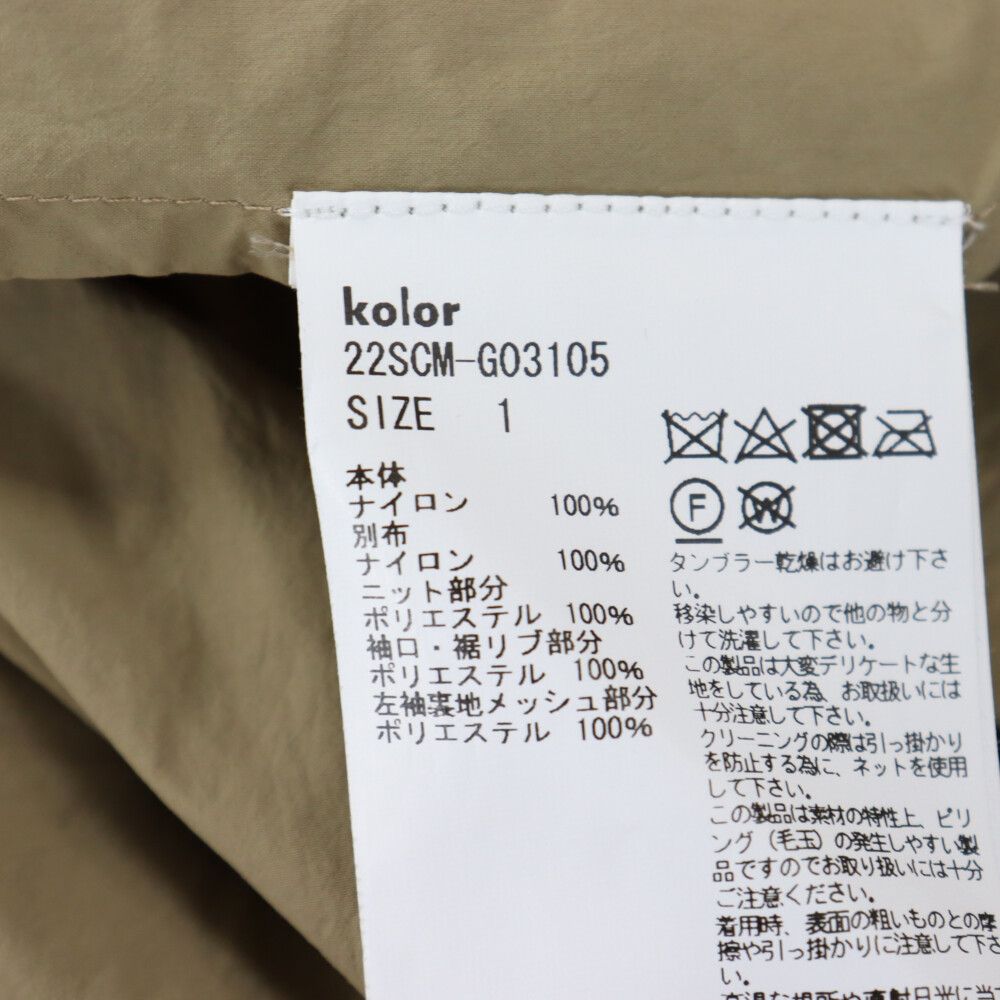 kolor
22SCM-G03105
SIZE 1
本体
ナイロン 100%
別布
ナイロン 100%
ニット部分
ポリエステル 100%
袖口・裾リブ部分
ポリエステル 100%
左袖裏地メッシュ部分
ポリエステル 100%
F
W
タンブラー乾燥はお避け下さ
い。
移染しやすいので他の物と分
けて洗濯して下さい。
この製品は大変デリケートな生
地をしている為、お取扱いには
十分注意して下さい。
クリーニングの際は引っ掛かり
を防止する為に、ネットを使用
して下さい。
この製品は素材の特性上、ピリ
ング（毛玉）の発生しやすい製
品ですのでお取り扱いには十分
ご注意ください。
着用時、表面の粗いものとの摩
擦や引っ掛かりに注意して下さ
い。
高温な場所や直射日光に当